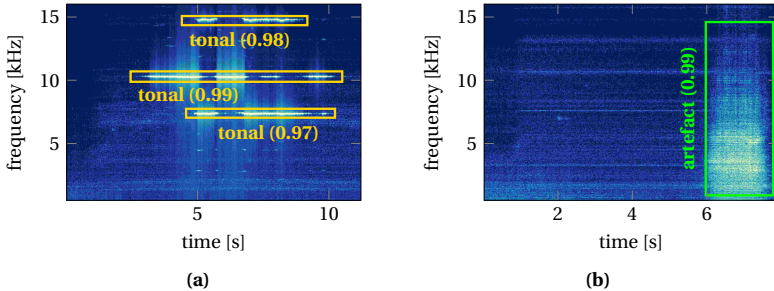 15
10
5
frequency [kHz]
tonal (0.98)
tonal (0.99)
tonal (0.97)
5
10
time [s]
(a)
15
10
5
frequency [kHz]
artefact (0.99)
2
4
6
time [s]
(b)